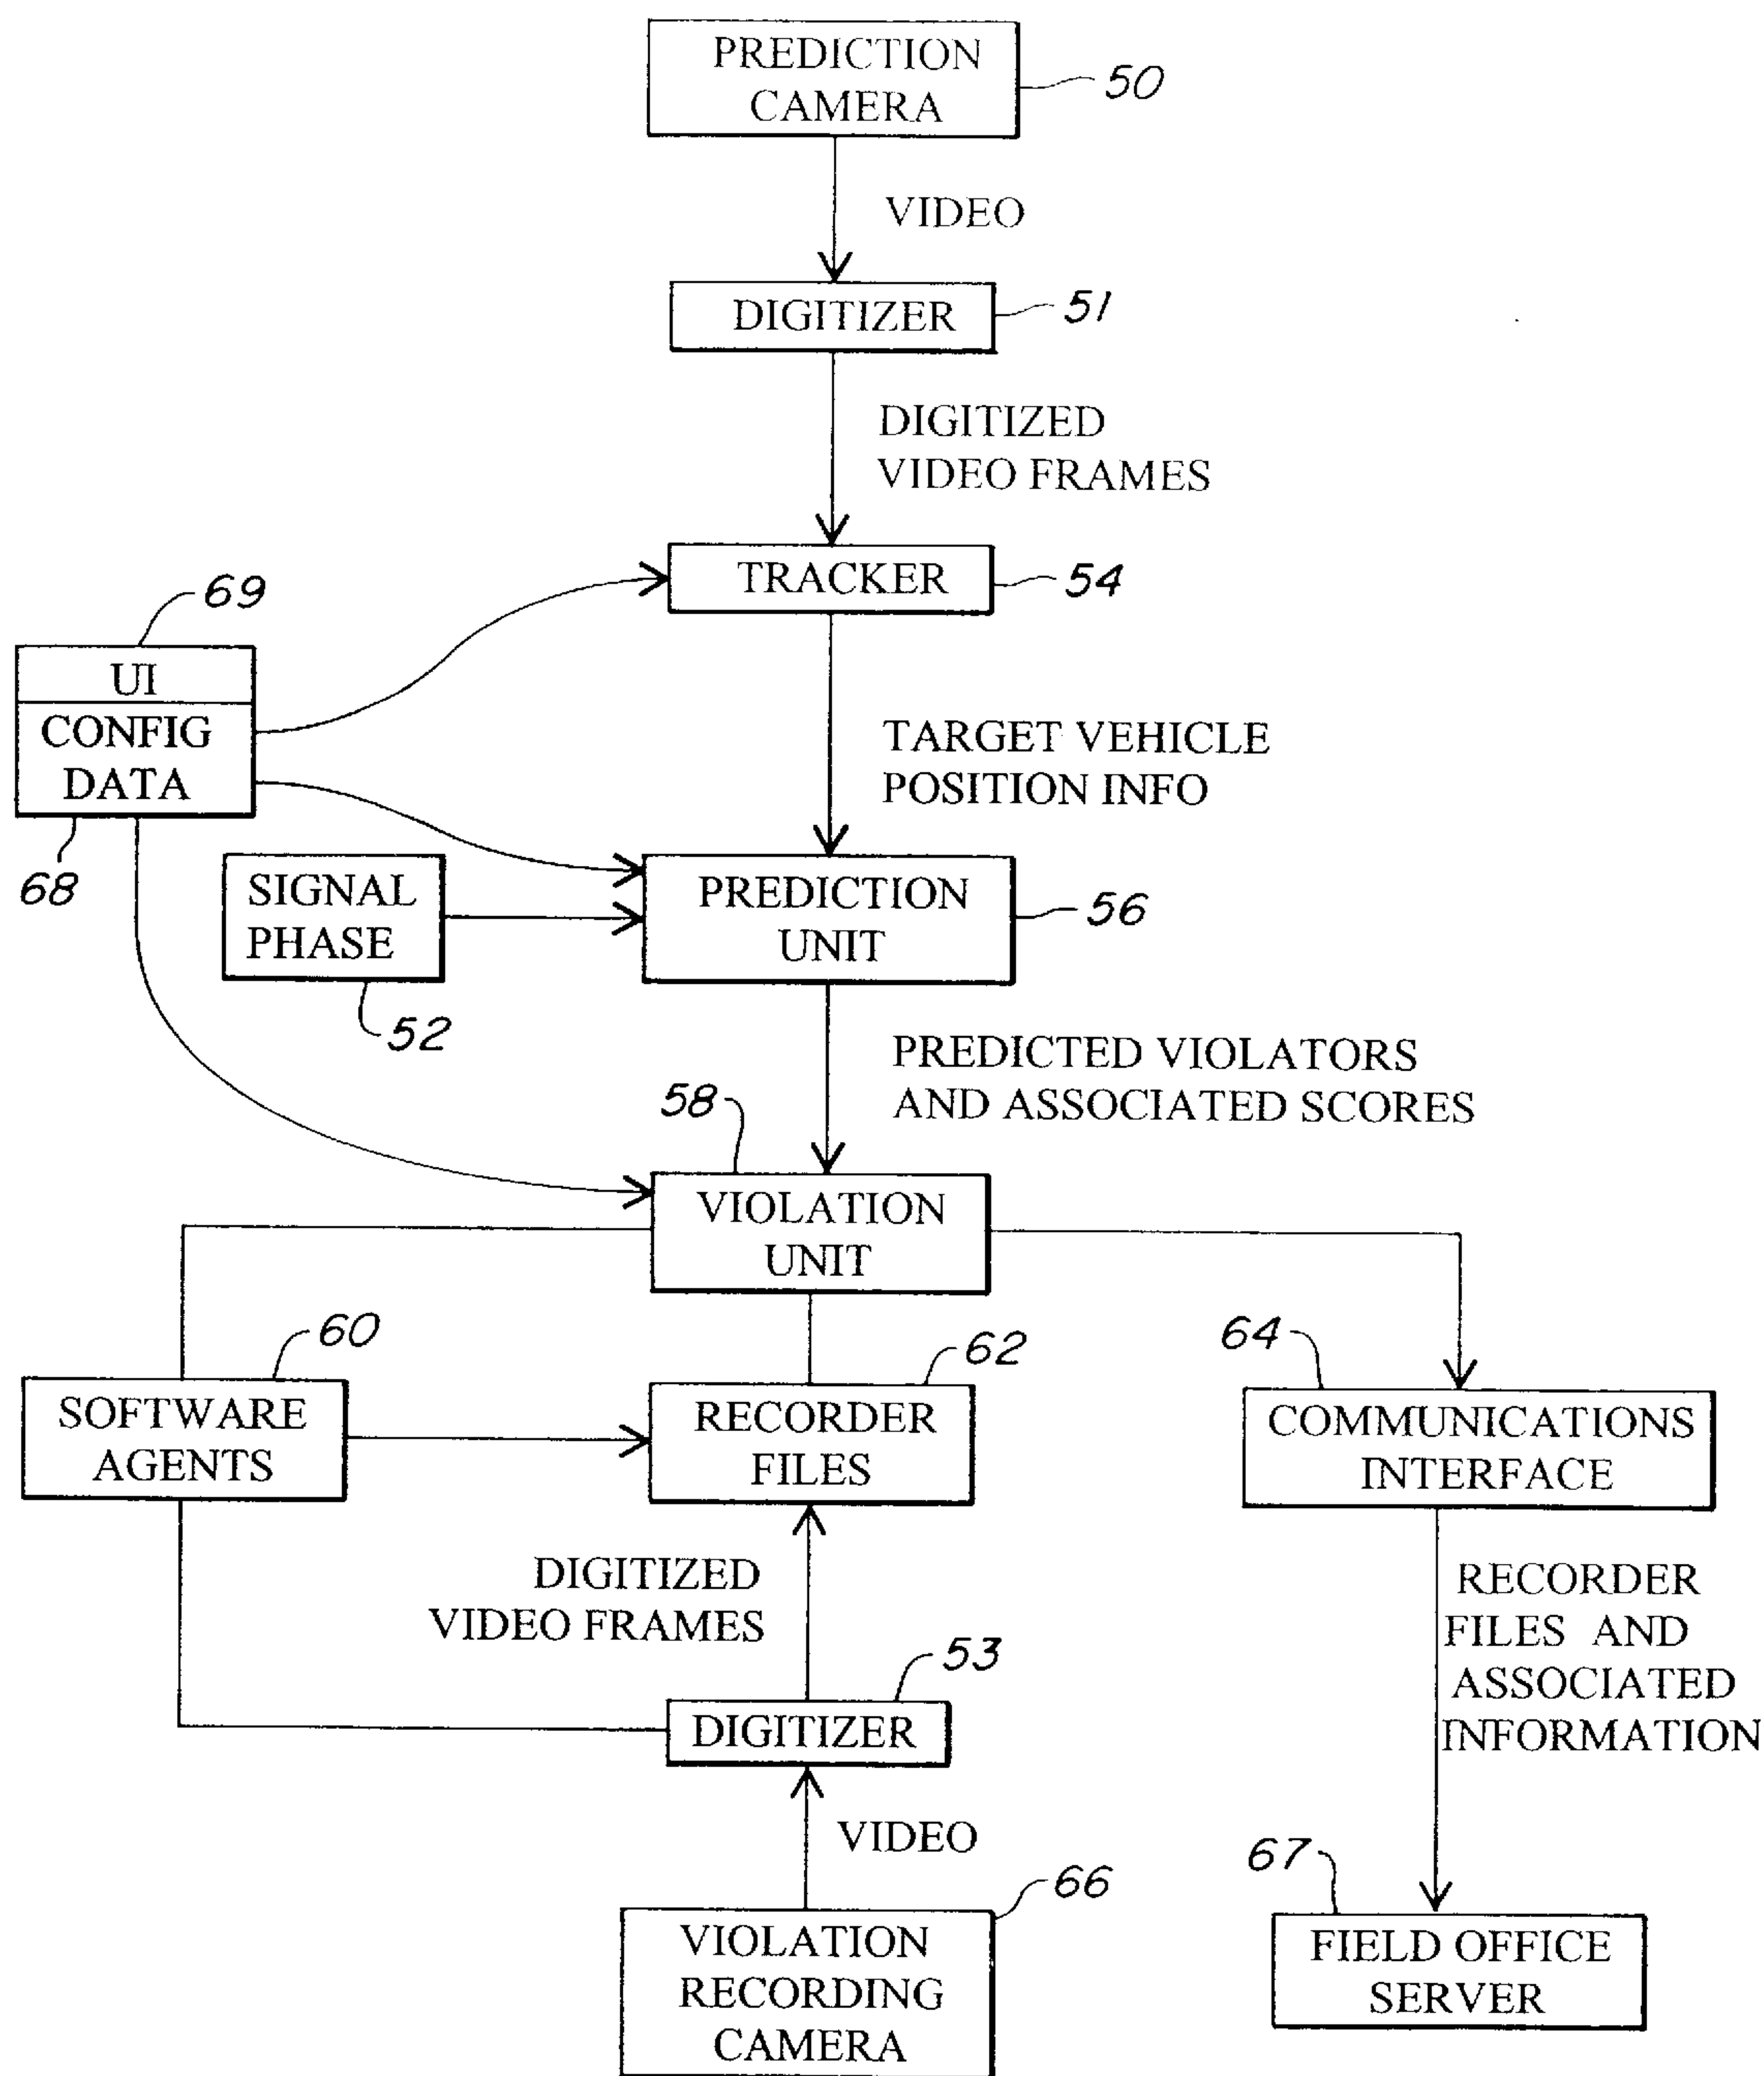 PREDICTION
CAMERA
50
VIDEO
DIGITIZER
51
DIGITIZED
VIDEO FRAMES
TRACKER
54
69
UI
CONFIG
DATA
68
TARGET VEHICLE
POSITION INFO
SIGNAL
PHASE
52
PREDICTION
UNIT
56
PREDICTED VIOLATORS
AND ASSOCIATED SCORES
58
VIOLATION
UNIT
60
SOFTWARE
AGENTS
62
RECORDER
FILES
64
COMMUNICATIONS
INTERFACE
DIGITIZED
VIDEO FRAMES
RECORDER
FILES AND
ASSOCIATED
INFORMATION
53
DIGITIZER
VIDEO
66
VIOLATION
RECORDING
CAMERA
67
FIELD OFFICE
SERVER